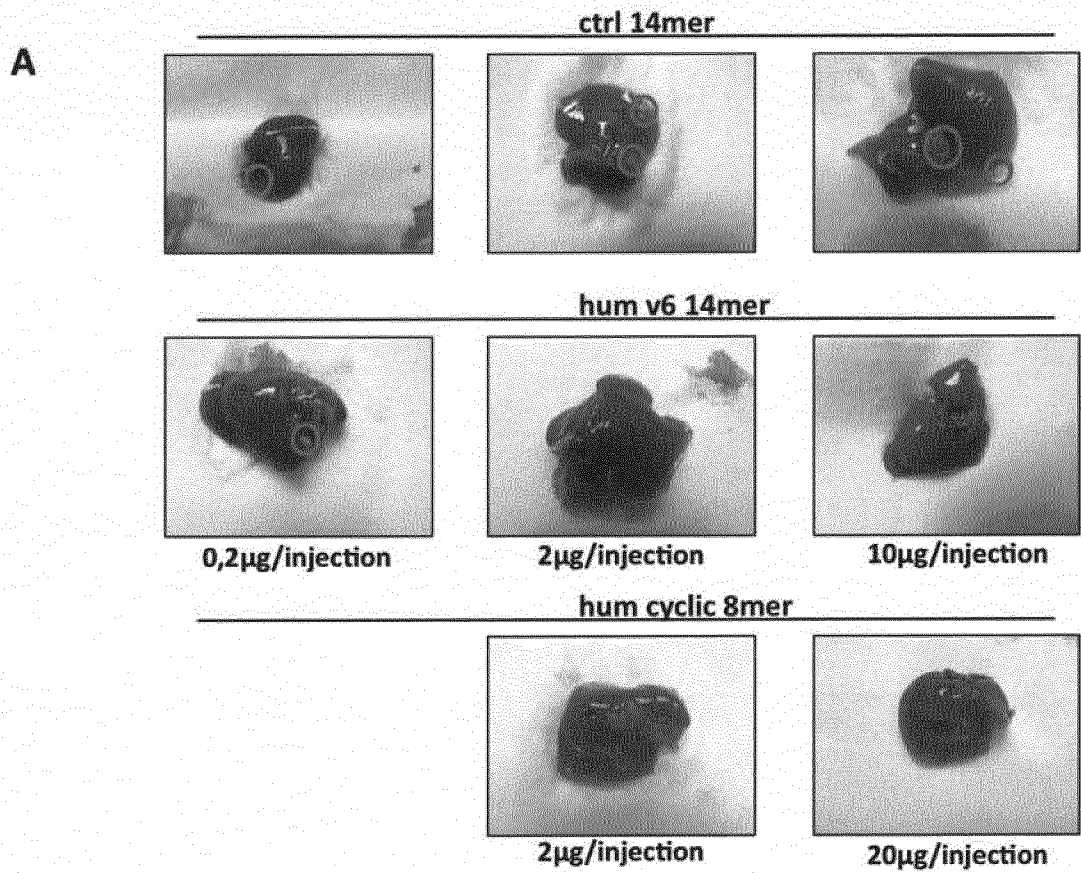 ctrl 14mer
A
hum v6 14mer
0,2µg/injection
2µg/injection
10µg/injection
hum cyclic 8mer
2µg/injection
20µg/injection